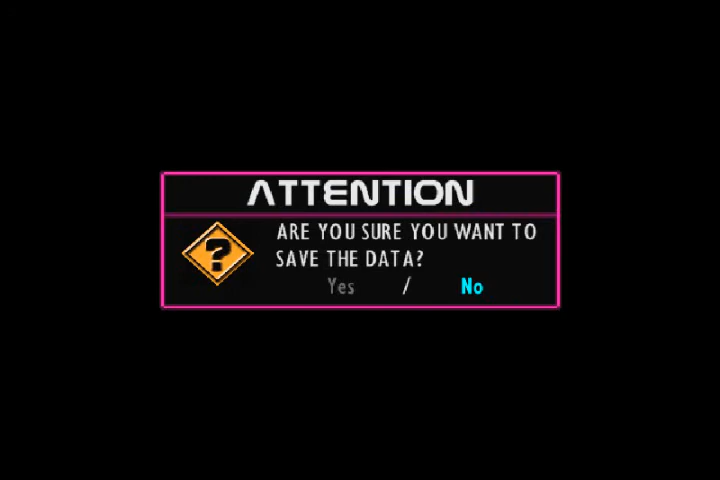 ATTENTION
ARE YOU SURE YOU WANT TO
SAVE THE DATA?
Yes / No